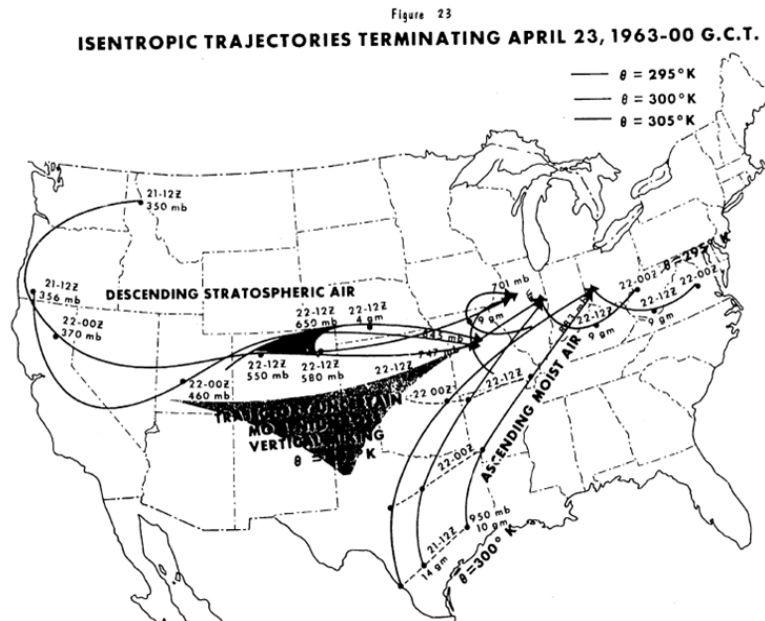 Figure 23
ISENTROPIC TRAJECTORIES TERMINATING APRIL 23, 1963-00 G.C.T.
θ = 295°K
θ = 300°K
θ = 305°K
21-12Z
350 mb
21-12Z
356 mb
22-00Z
370 mb
DESCENDING STRATOSPHERIC AIR
22-12Z
650 mb
22-12Z
4 gm
701 mb
9 gm
22-00Z
θ=295°K
22-00Z
22-12Z
9 gm
22-12Z
9 gm
22-12Z
550 mb
22-12Z
580 mb
22-12Z
22-00Z
460 mb
22 00Z
22-12Z
VERTICAL MIXING
22-00Z
ASCENDING MOIST AIR
950 mb
10 gm
21-12Z
14 gm
θ=300°K